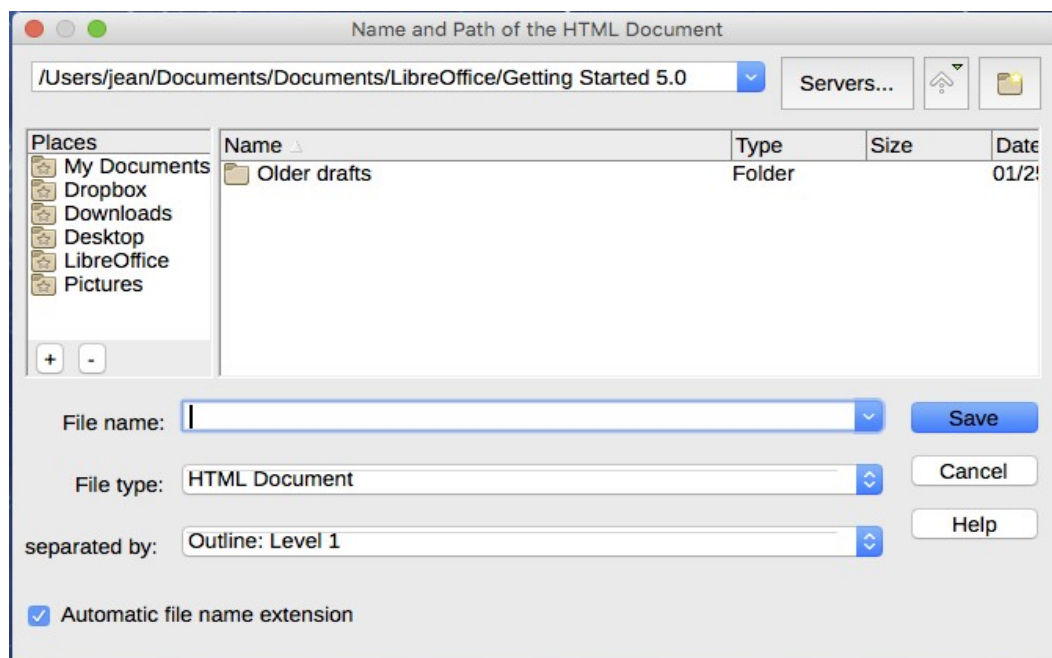 Name and Path of the HTML Document
/Users/jean/Documents/Documents/LibreOffice/Getting Started 5.0
Servers...
Places
Name
Type
Size
Date
My Documents
Dropbox
Downloads
Desktop
LibreOffice
Pictures
Older drafts
Folder
01/25
+
-
File name:
Save
File type:
HTML Document
Cancel
separated by:
Outline: Level 1
Help
Automatic file name extension